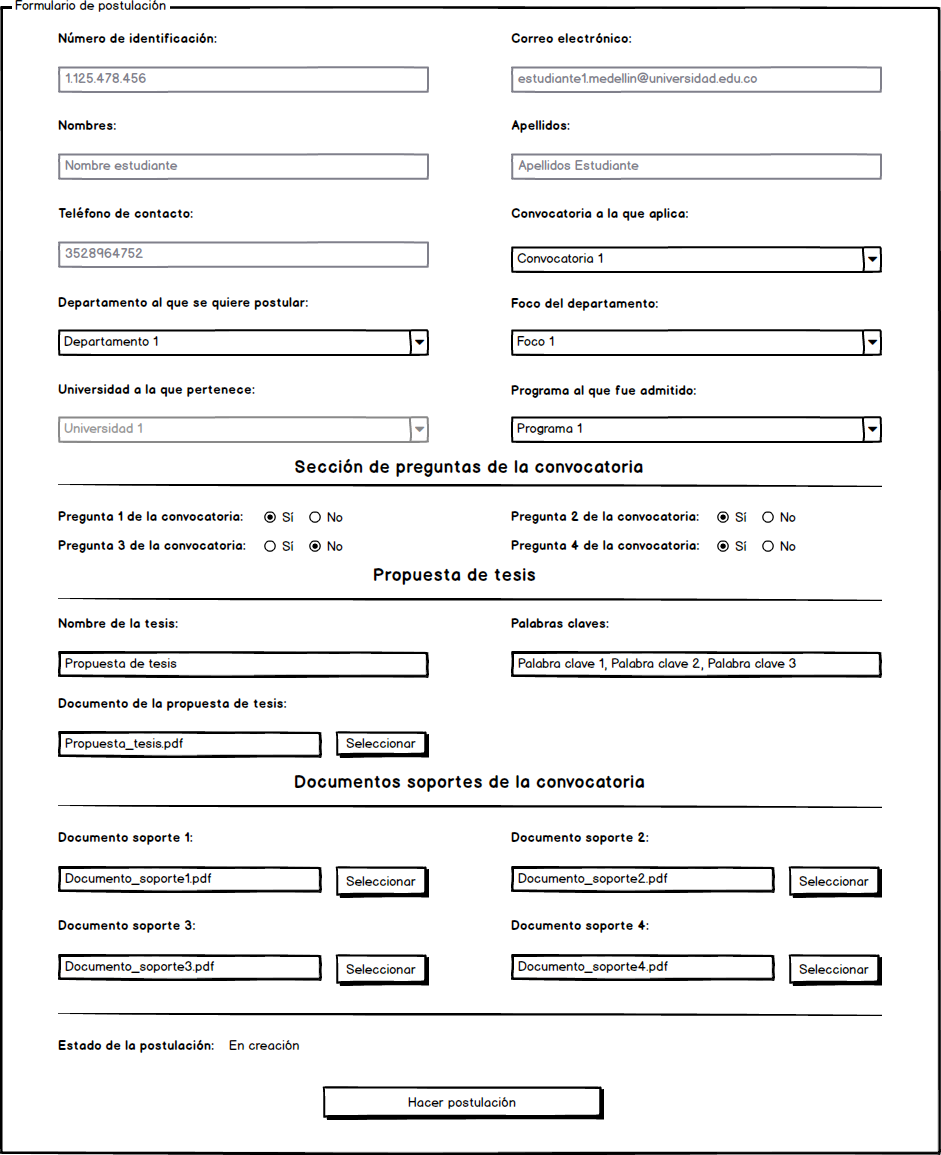 Formulario de postulación
Número de identificación:
Correo electrónico:
1.125.478.456
estudiante1.medellin@universidad.edu.co
Nombres:
Apellidos:
Nombre estudiante
Apellidos Estudiante
Teléfono de contacto:
Convocatoria a la que aplica:
3528964752
Convocatoria 1
Departamento al que se quiere postular:
Foco del departamento:
Departamento 1
Foco 1
Universidad a la que pertenece:
Programa al que fue admitido:
Universidad 1
Programa 1
Sección de preguntas de la convocatoria
Pregunta 1 de la convocatoria: Sí No
Pregunta 2 de la convocatoria: Sí No
Pregunta 3 de la convocatoria: Sí No
Pregunta 4 de la convocatoria: Sí No
Propuesta de tesis
Nombre de la tesis:
Palabras claves:
Propuesta de tesis
Palabra clave 1, Palabra clave 2, Palabra clave 3
Documento de la propuesta de tesis:
Propuesta_tesis.pdf
Seleccionar
Documentos soportes de la convocatoria
Documento soporte 1:
Documento soporte 2:
Documento_soporte1.pdf
Seleccionar
Documento_soporte2.pdf
Seleccionar
Documento soporte 3:
Documento soporte 4:
Documento_soporte3.pdf
Seleccionar
Documento_soporte4.pdf
Seleccionar
Estado de la postulación: En creación
Hacer postulación